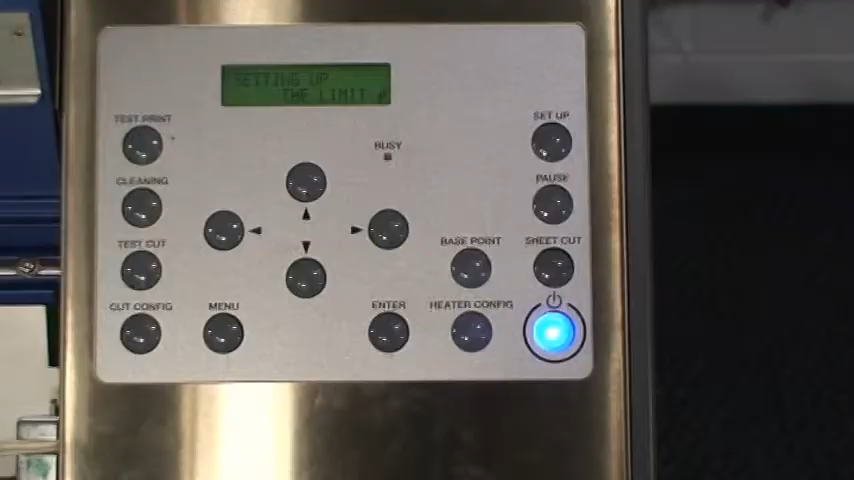 SETTING UP
THE LIMIT
TEST PRINT
SET UP
BUSY
CLEANING
PAUSE
TEST CUT
BASE POINT
SHEET CUT
CUT CONFIG
MENU
ENTER
HEATER CONFIG